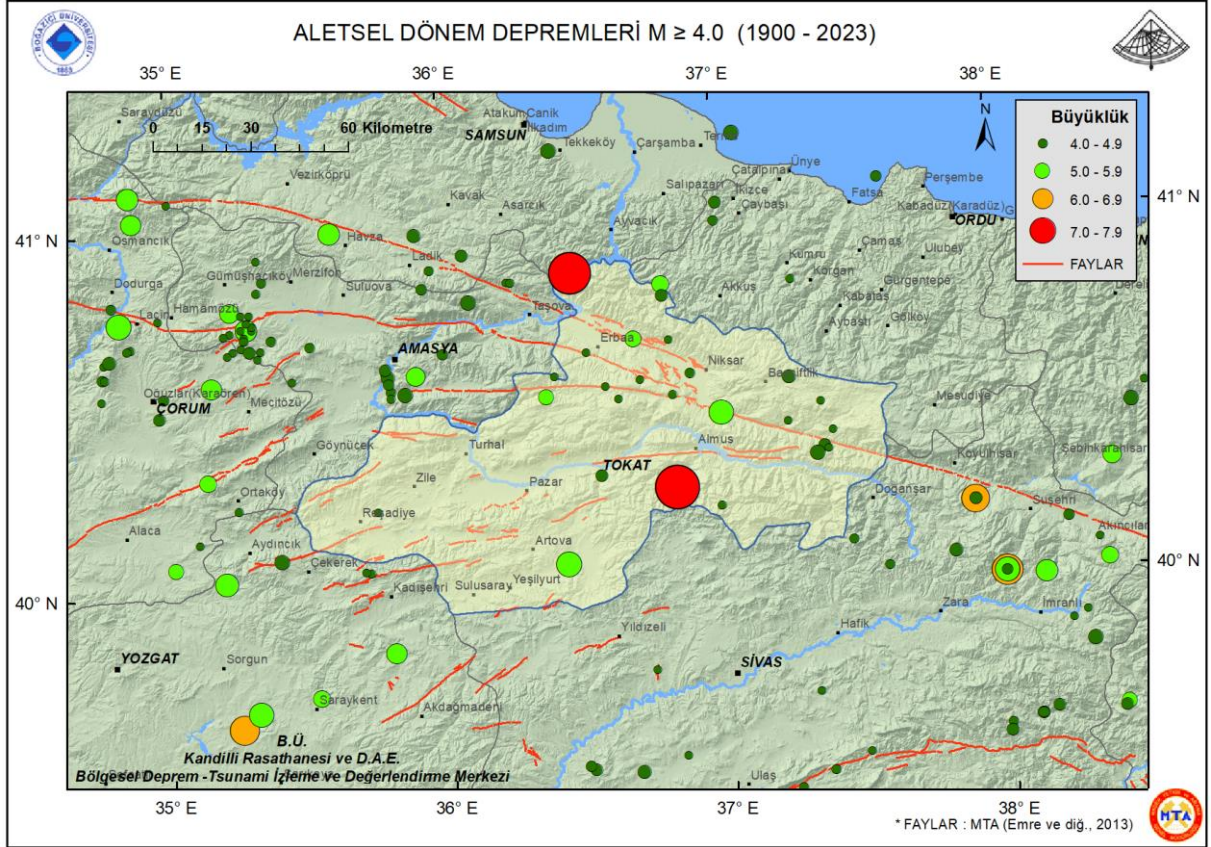 ALETSEL DÖNEM DEPREMLERİ M ≥ 4.0 (1900 - 2023)
BOĞAZİÇİ ÜNİVERSİTESİ
1863
35° E
36° E
37° E
38° E
N
Büyüklük
4.0 - 4.9
5.0 - 5.9
6.0 - 6.9
7.0 - 7.9
FAYLAR
0 15 30 60 Kilometre
Saraydüzü
Atakum
Canik
İlkadım
SAMSUN
Tekkeköy
Çarşamba
Terme
Ünye
Çatalpınar
Perşembe
Vezirköprü
Kavak
Asarcık
Salıpazarı
İkizce
Çaybaşı
Fatsa
Kabadüz(Karadüz)
ORDU
41° N
41° N
Osmancık
Havza
Ladik
Ayvacık
Kumru
Korgan
Çamaş
Ulubey
Gürgentepe
Dodurga
Gümüşhacıköy
Merzifon
Suluova
Taşova
Akkuş
Kabataş
Laçin
Hamamözü
Aybastı
Gölköy
AMASYA
Erbaa
Niksar
Başçiftlik
Oğuzlar(Karaören)
ÇORUM
Mecitözü
Mesudiye
Göynücek
Turhal
Almus
Koyulhisar
Şebinkarahisar
TOKAT
Zile
Pazar
Doğanşar
Suşehri
Ortaköy
Reşadiye
Akıncılar
Alaca
Aydıncık
Artova
Çekerek
Kadışehri
Sulusaray
Yeşilyurt
40° N
40° N
Zara
İmranlı
Hafik
Yıldızeli
YOZGAT
Sorgun
SİVAS
Saraykent
Akdağmadeni
B.Ü.
Kandilli Rasathanesi ve D.A.E.
Bölgesel Deprem -Tsunami İzleme ve Değerlendirme Merkezi
Ulaş
35° E
36° E
37° E
38° E
* FAYLAR : MTA (Emre ve diğ., 2013)
MTA